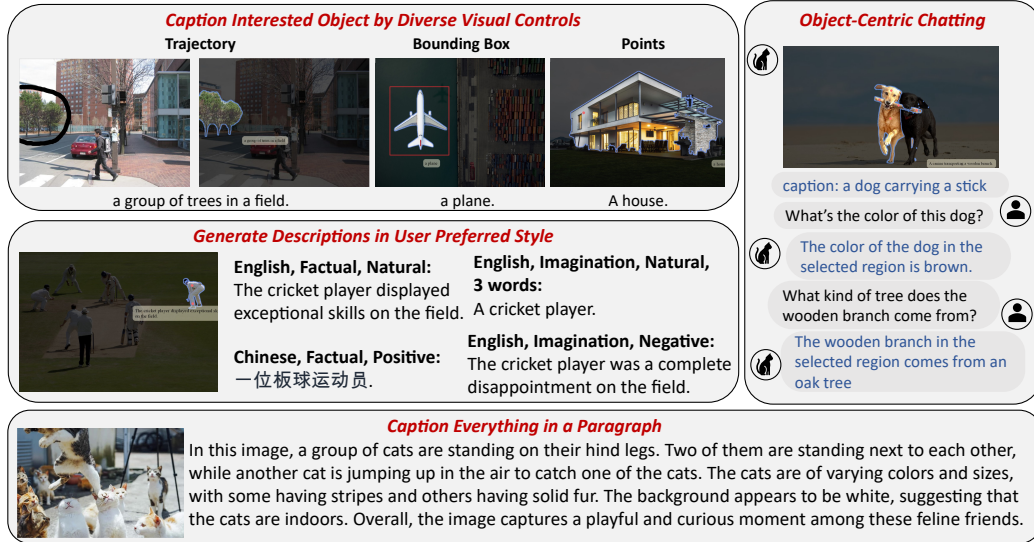 Caption Interested Object by Diverse Visual Controls
Trajectory
Bounding Box
Points
a group of trees in a field.
a plane.
A house.
Generate Descriptions in User Preferred Style
The cricket player displayed exceptional skills on the field.
English, Factual, Natural:
The cricket player displayed
exceptional skills on the field.
Chinese, Factual, Positive:
一位板球运动员.
English, Imagination, Natural,
3 words:
A cricket player.
English, Imagination, Negative:
The cricket player was a complete
disappointment on the field.
Object-Centric Chatting
caption: a dog carrying a stick
What's the color of this dog?
The color of the dog in the
selected region is brown.
What kind of tree does the
wooden branch come from?
The wooden branch in the
selected region comes from an
oak tree
Caption Everything in a Paragraph
In this image, a group of cats are standing on their hind legs. Two of them are standing next to each other,
while another cat is jumping up in the air to catch one of the cats. The cats are of varying colors and sizes,
with some having stripes and others having solid fur. The background appears to be white, suggesting that
the cats are indoors. Overall, the image captures a playful and curious moment among these feline friends.